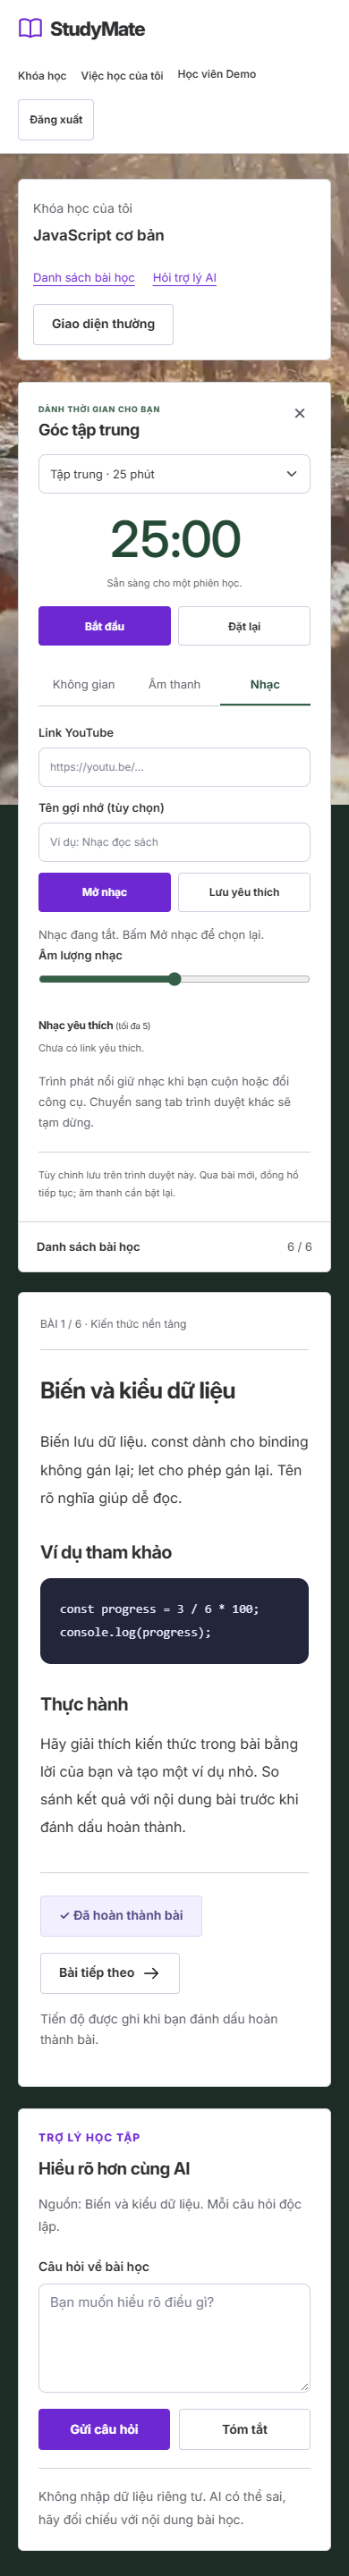 StudyMate
Khóa học
Việc học của tôi
Học viên Demo
Đăng xuất
Khóa học của tôi
JavaScript cơ bản
Danh sách bài học
Hỏi trợ lý AI
Giao diện thường
DÀNH THỜI GIAN CHO BẠN
Góc tập trung
Tập trung · 25 phút
25:00
Sẵn sàng cho một phiên học.
Bắt đầu
Đặt lại
Không gian
Âm thanh
Nhạc
Link YouTube
https://youtu.be/...
Tên gợi nhớ (tùy chọn)
Ví dụ: Nhạc đọc sách
Mở nhạc
Lưu yêu thích
Nhạc đang tắt. Bấm Mở nhạc để chọn lại.
Âm lượng nhạc
Nhạc yêu thích (tối đa 5)
Chưa có link yêu thích.
Trình phát nổi giữ nhạc khi bạn cuộn hoặc đổi
công cụ. Chuyển sang tab trình duyệt khác sẽ
tạm dừng.
Tùy chỉnh lưu trên trình duyệt này. Qua bài mới, đồng hồ
tiếp tục; âm thanh cần bật lại.
Danh sách bài học
6 / 6
BÀI 1 / 6 · Kiến thức nền tảng
Biến và kiểu dữ liệu
Biến lưu dữ liệu. const dành cho binding
không gán lại; let cho phép gán lại. Tên
rõ nghĩa giúp dễ đọc.
Ví dụ tham khảo
const progress = 3 / 6 * 100;
console.log(progress);
Thực hành
Hãy giải thích kiến thức trong bài bằng
lời của bạn và tạo một ví dụ nhỏ. So
sánh kết quả với nội dung bài trước khi
đánh dấu hoàn thành.
✓ Đã hoàn thành bài
Bài tiếp theo →
Tiến độ được ghi khi bạn đánh dấu hoàn
thành bài.
TRỢ LÝ HỌC TẬP
Hiểu rõ hơn cùng AI
Nguồn: Biến và kiểu dữ liệu. Mỗi câu hỏi độc
lập.
Câu hỏi về bài học
Bạn muốn hiểu rõ điều gì?
Gửi câu hỏi
Tóm tắt
Không nhập dữ liệu riêng tư. AI có thể sai,
hãy đối chiếu với nội dung bài học.